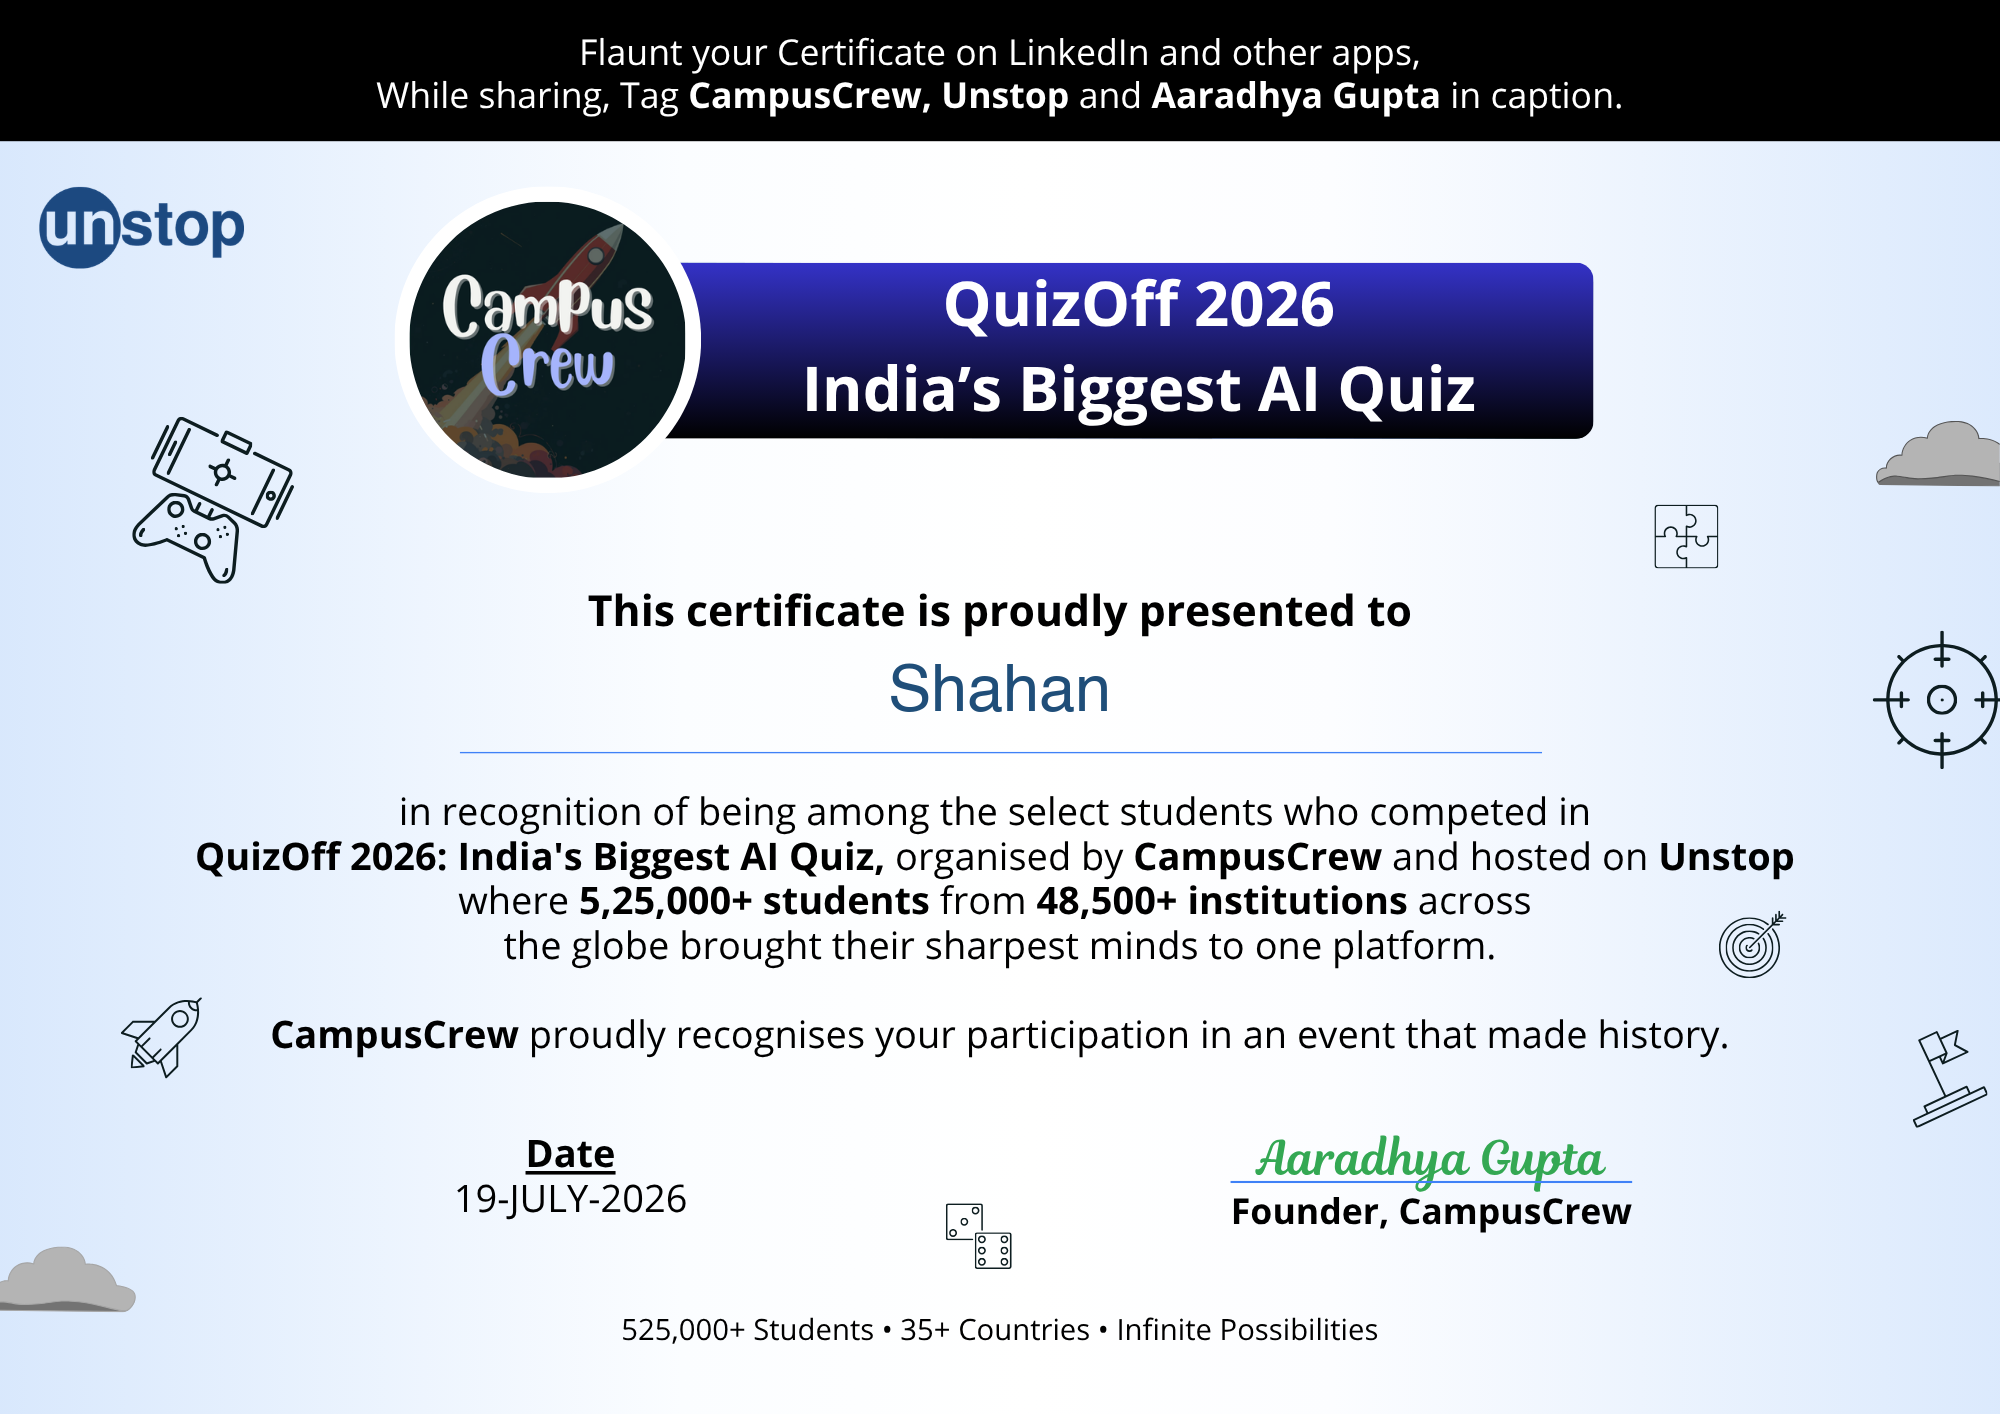 Flaunt your Certificate on LinkedIn and other apps,
While sharing, Tag CampusCrew, Unstop and Aaradhya Gupta in caption.
unstop
Campus
Crew
QuizOff 2026
India’s Biggest AI Quiz
This certificate is proudly presented to
Shahan
in recognition of being among the select students who competed in
QuizOff 2026: India's Biggest AI Quiz, organised by CampusCrew and hosted on Unstop
where 5,25,000+ students from 48,500+ institutions across
the globe brought their sharpest minds to one platform.
CampusCrew proudly recognises your participation in an event that made history.
Date
19-JULY-2026
Aaradhya Gupta
Founder, CampusCrew
525,000+ Students • 35+ Countries • Infinite Possibilities